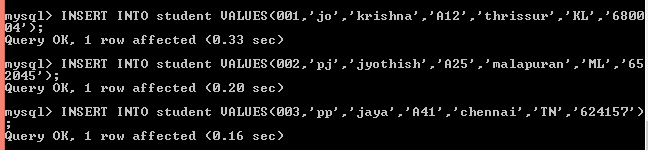 mysql> INSERT INTO student VALUES(001,'jo','krishna','A12','thrissur','KL','6800
04');
Query OK, 1 row affected (0.33 sec)
mysql> INSERT INTO student VALUES(002,'pj','jyothish','A25','malapuran','ML','65
2045');
Query OK, 1 row affected (0.20 sec)
mysql> INSERT INTO student VALUES(003,'pp','jaya','A41','chennai','TN','624157')
;
Query OK, 1 row affected (0.16 sec)